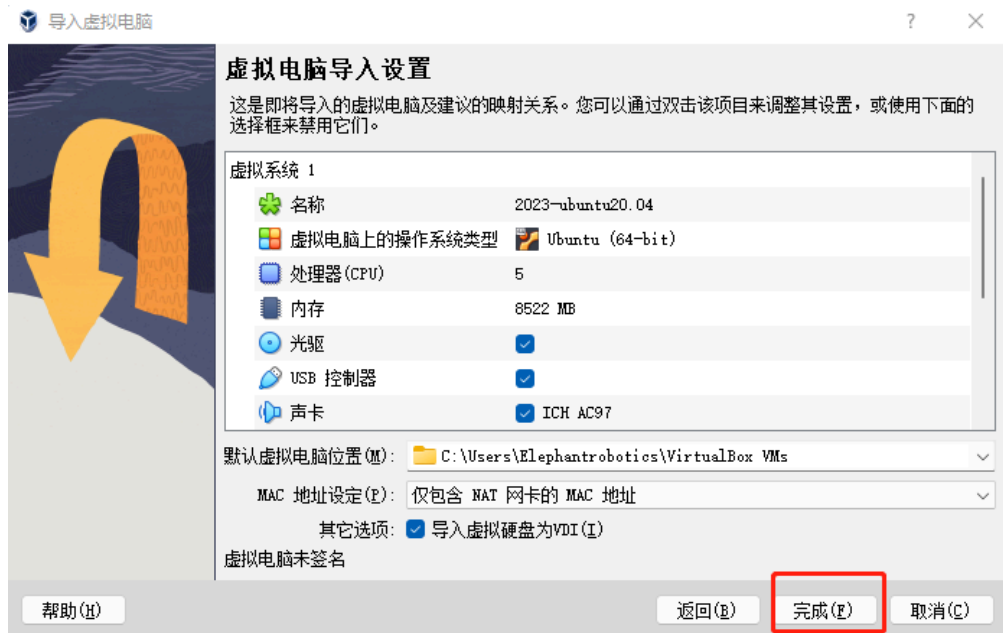 导入虚拟电脑
?
虚拟电脑导入设置
这是即将导入的虚拟电脑及建议的映射关系。您可以通过双击该项目来调整其设置，或使用下面的
选择框来禁用它们。
虚拟系统 1
名称 2023-ubuntu20.04
虚拟电脑上的操作系统类型 Ubuntu (64-bit)
处理器(CPU) 5
内存 8522 MB
光驱
USB 控制器
声卡 ICH AC97
默认虚拟电脑位置(M): C:\Users\Elephantrobotics\VirtualBox VMs
MAC 地址设定(P): 仅包含 NAT 网卡的 MAC 地址
其它选项: 导入虚拟硬盘为VDI(I)
虚拟电脑未签名
帮助(H) 返回(B) 完成(F) 取消(C)